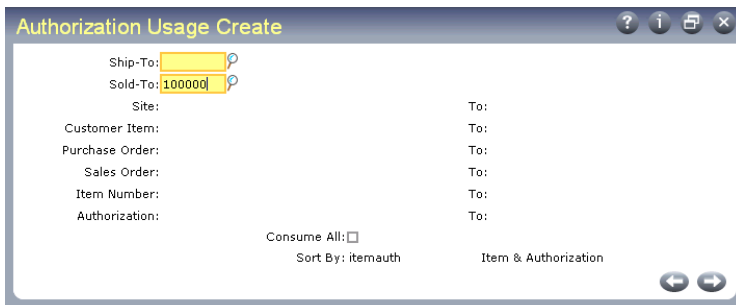 Authorization Usage Create
Ship-To:
Sold-To: 100000
Site: To:
Customer Item: To:
Purchase Order: To:
Sales Order: To:
Item Number: To:
Authorization: To:
Consume All:
Sort By: itemauth Item & Authorization